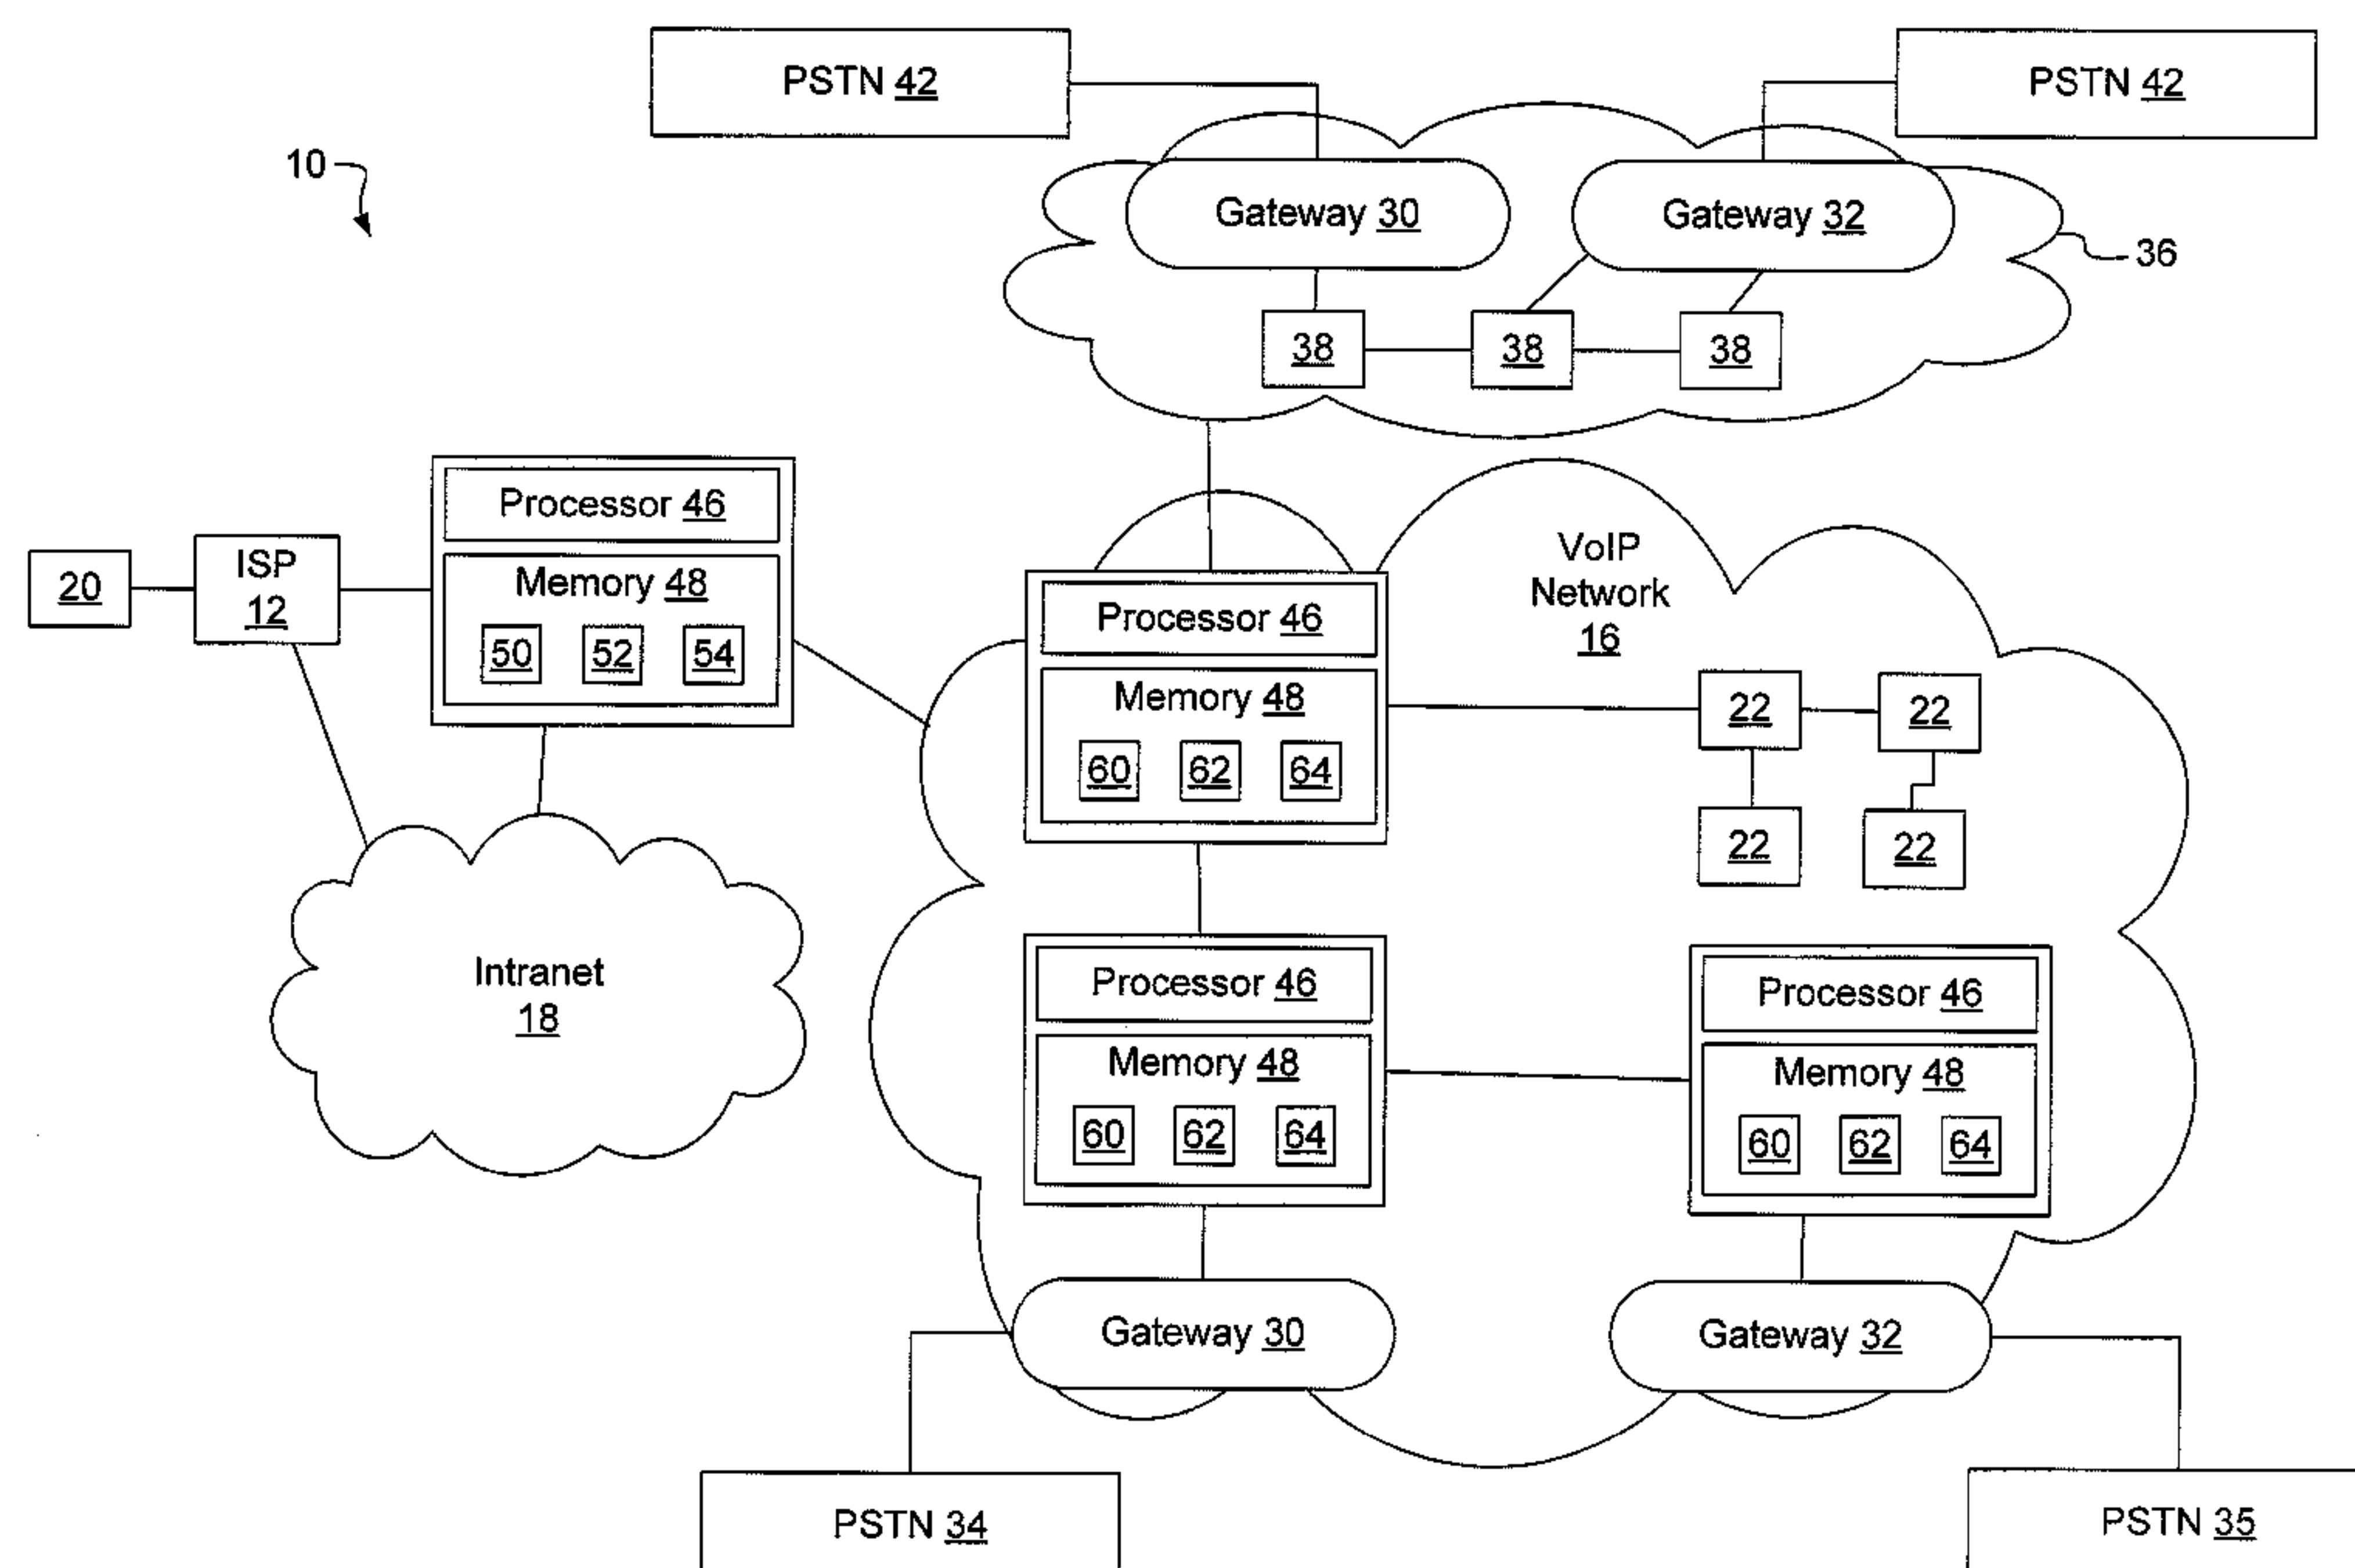 PSTN 42
PSTN 42
10
Gateway 30
Gateway 32
36
38
38
38
Processor 46
Memory 48
50
52
54
20
ISP
12
VoIP
Network
16
Processor 46
Memory 48
60
62
64
22
22
22
22
Intranet
18
Processor 46
Memory 48
60
62
64
Processor 46
Memory 48
60
62
64
Gateway 30
Gateway 32
PSTN 34
PSTN 35